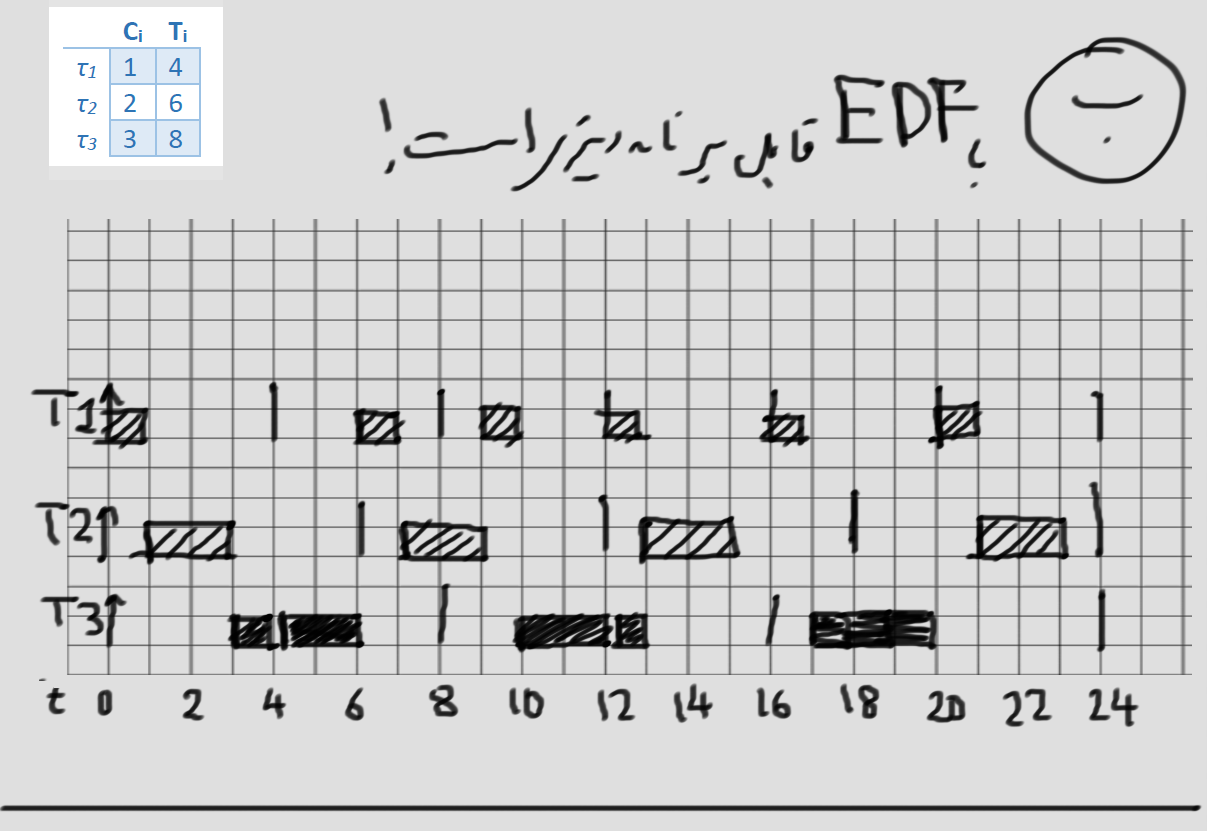 Cᵢ Tᵢ
τ₁ 1 4
τ₂ 2 6
τ₃ 3 8
با EDF قابل برنامه‌ریزی است!
T1
T2
T3
t 0 2 4 6 8 10 12 14 16 18 20 22 24